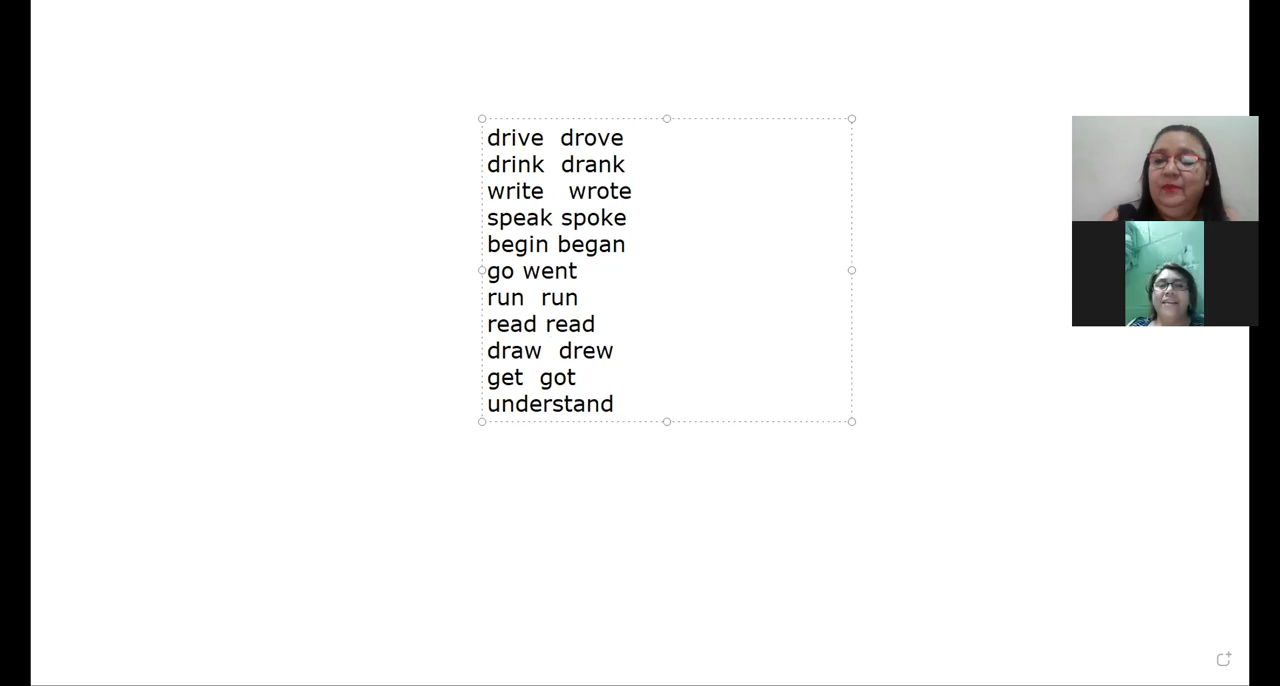 drive drove
drink drank
write wrote
speak spoke
begin began
go went
run run
read read
draw drew
get got
understand